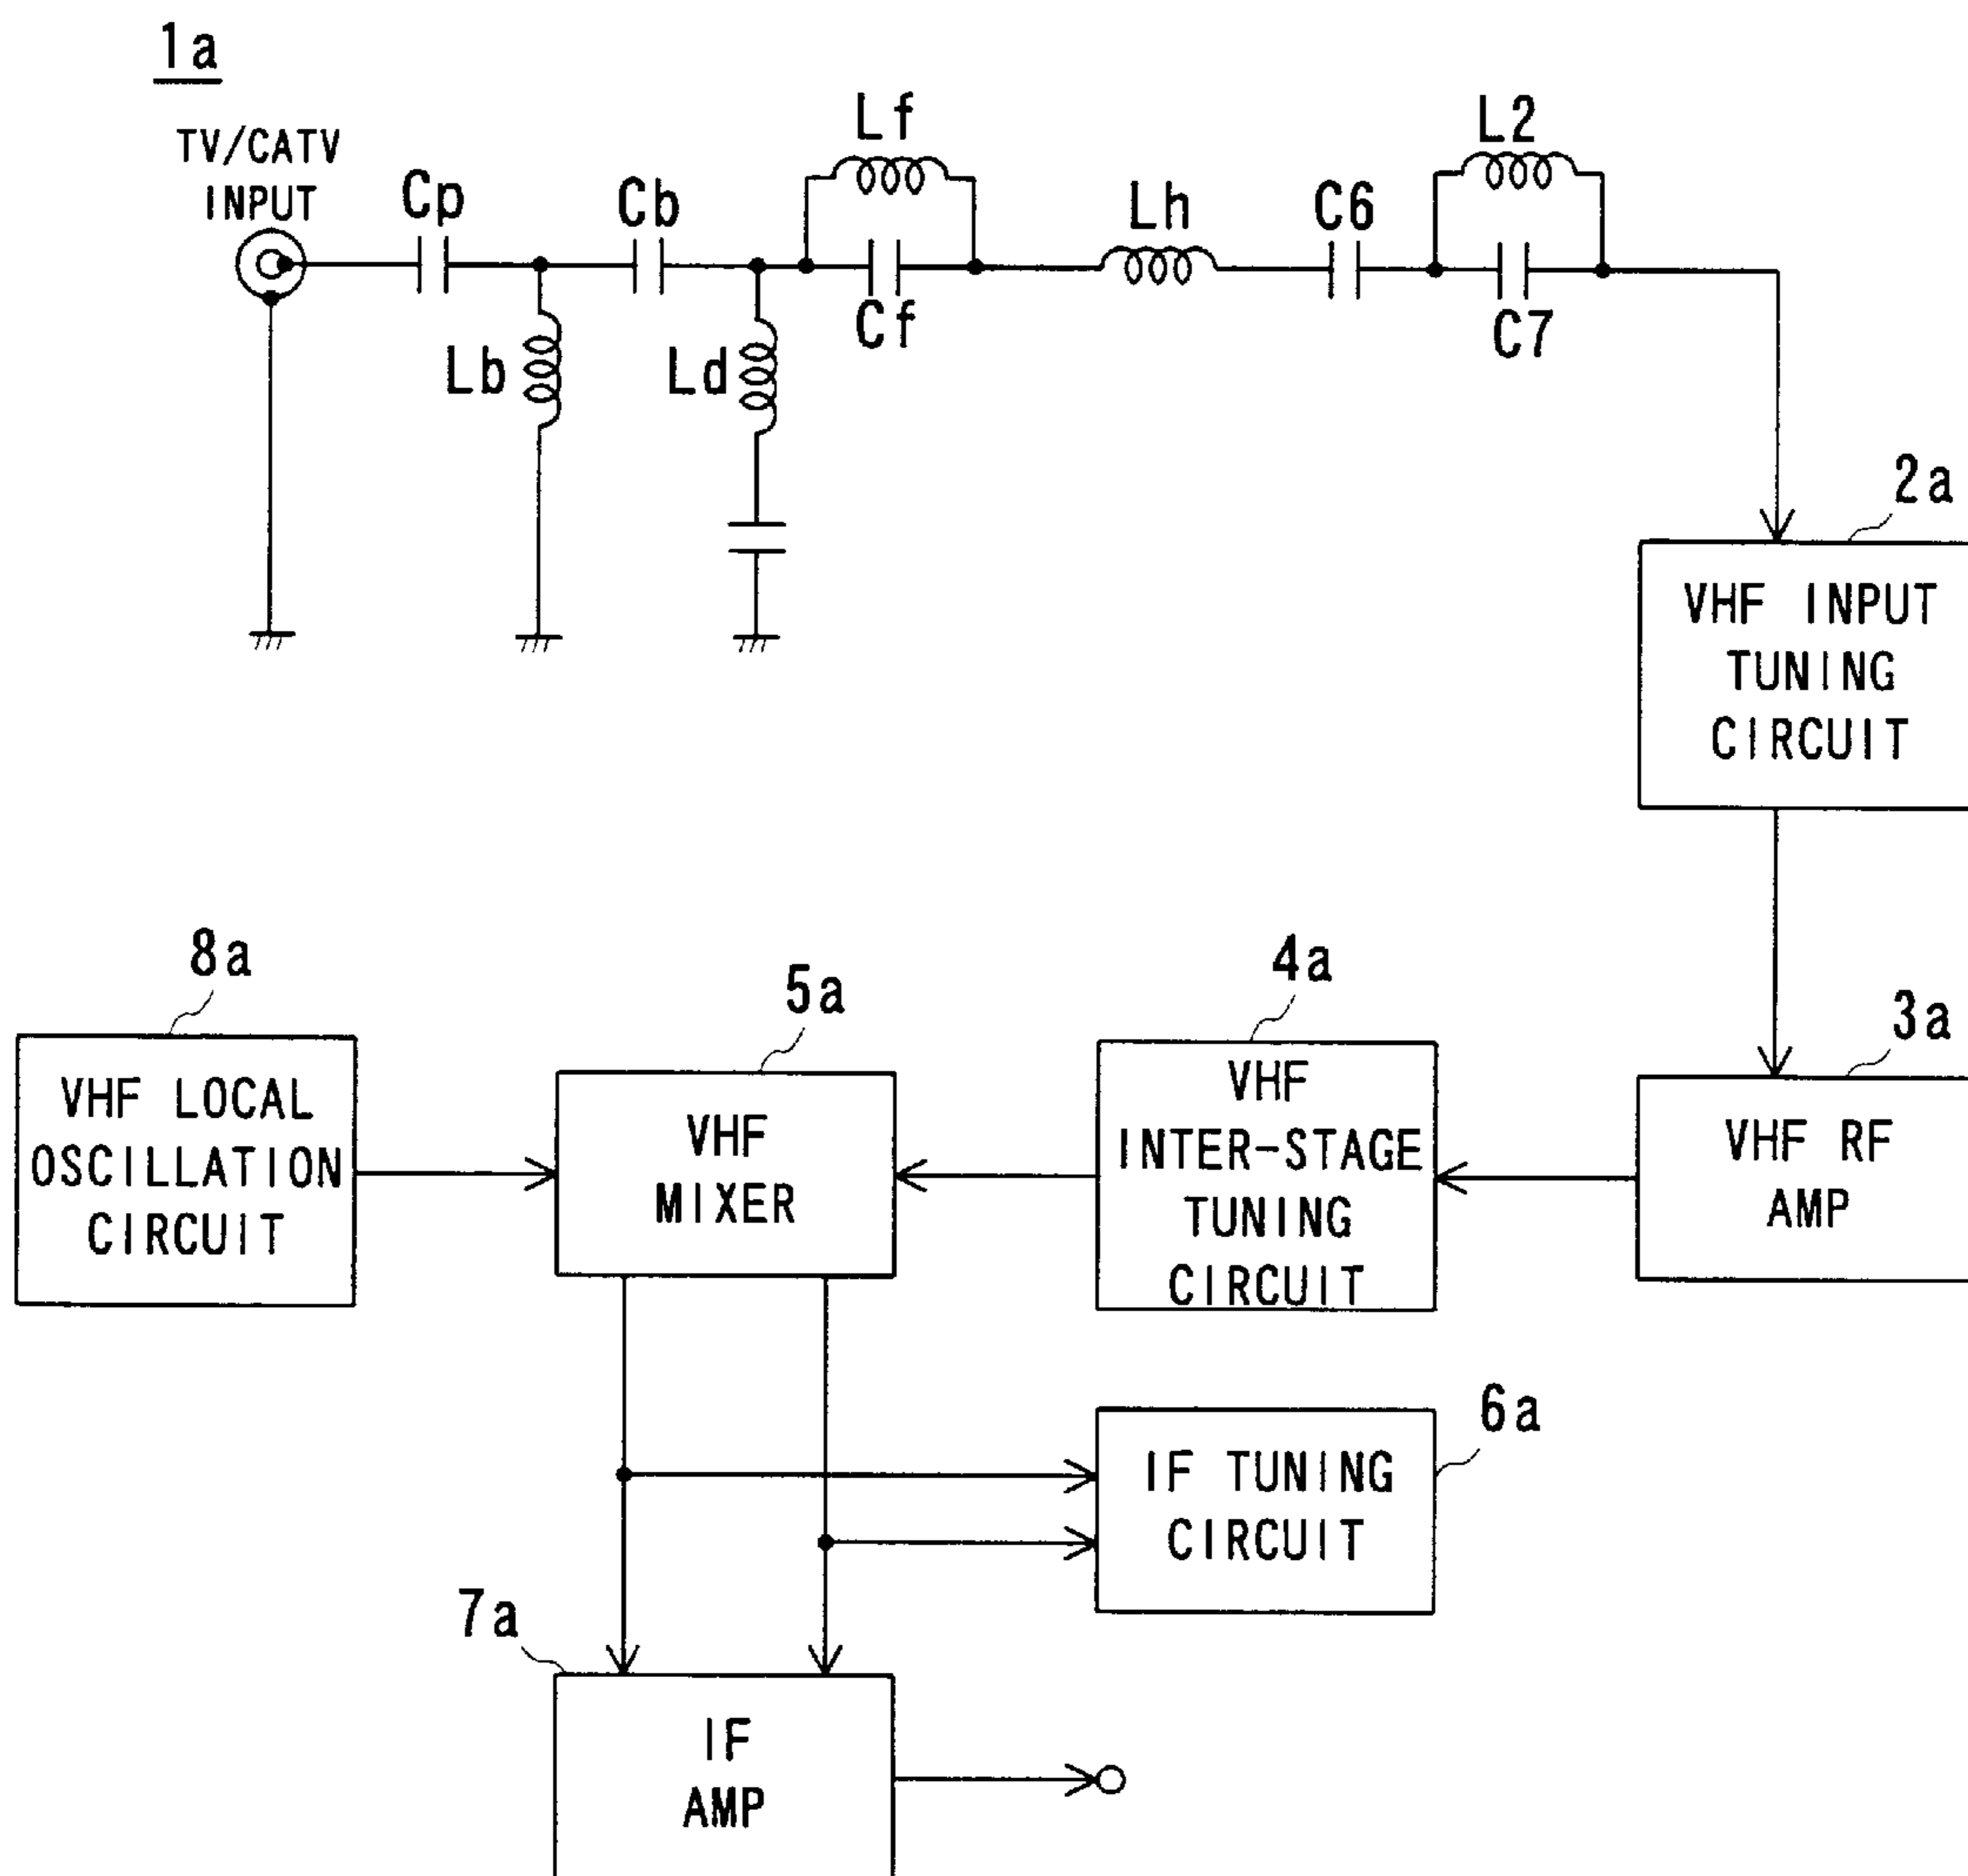 1a
TV/CATV
INPUT
Cp
Cb
Lf
Cf
Lh
C6
L2
C7
Lb
Ld
2a
VHF INPUT
TUNING
CIRCUIT
8a
VHF LOCAL
OSCILLATION
CIRCUIT
5a
VHF
MIXER
4a
VHF
INTER-STAGE
TUNING
CIRCUIT
3a
VHF RF
AMP
6a
IF TUNING
CIRCUIT
7a
IF
AMP